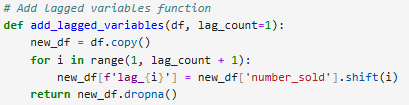 # Add lagged variables function
def add_lagged_variables(df, lag_count=1):
    new_df = df.copy()
    for i in range(1, lag_count + 1):
        new_df[f'lag_{i}'] = new_df['number_sold'].shift(i)
    return new_df.dropna()